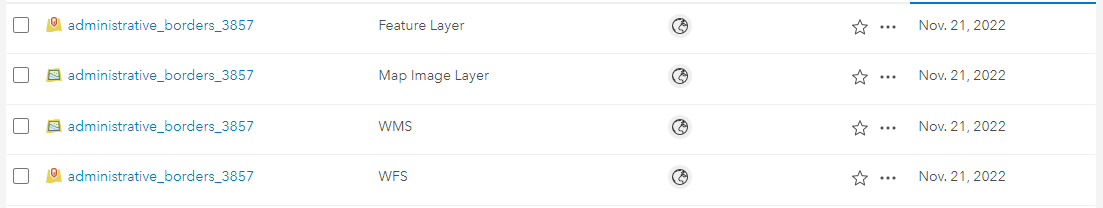 administrative_borders_3857 Feature Layer Nov. 21, 2022
administrative_borders_3857 Map Image Layer Nov. 21, 2022
administrative_borders_3857 WMS Nov. 21, 2022
administrative_borders_3857 WFS Nov. 21, 2022